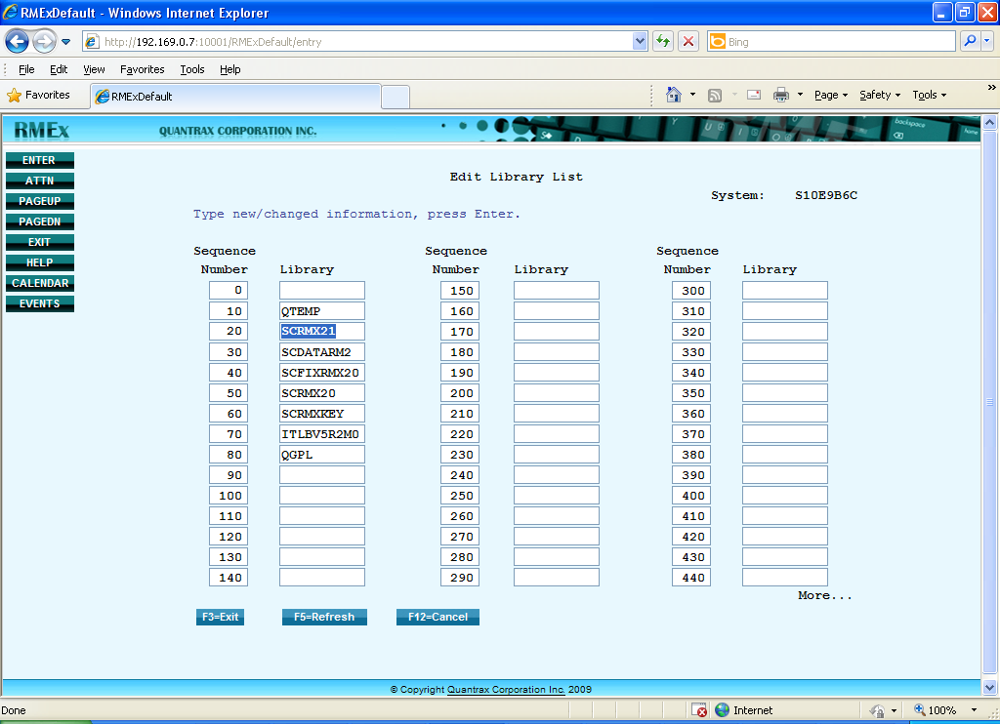 RMExDefault - Windows Internet Explorer
http://192.169.0.7:10001/RMExDefault/entry
Bing
File Edit View Favorites Tools Help
Favorites RMExDefault Page Safety Tools
RMEx QUANTRAX CORPORATION INC.
backspace
home
ENTER
ATTN
PAGEUP
PAGEDN
EXIT
HELP
CALENDAR
EVENTS
Edit Library List
System: S10E9B6C
Type new/changed information, press Enter.
Sequence Sequence Sequence
Number Library Number Library Number Library
0 150 300
10 QTEMP 160 310
20 SCRMX21 170 320
30 SCDATARM2 180 330
40 SCFIXRMX20 190 340
50 SCRMX20 200 350
60 SCRMXKEY 210 360
70 ITLBV5R2M0 220 370
80 QGPL 230 380
90 240 390
100 250 400
110 260 410
120 270 420
130 280 430
140 290 440
More...
F3=Exit F5=Refresh F12=Cancel
© Copyright Quantrax Corporation Inc. 2009
Done Internet 100%